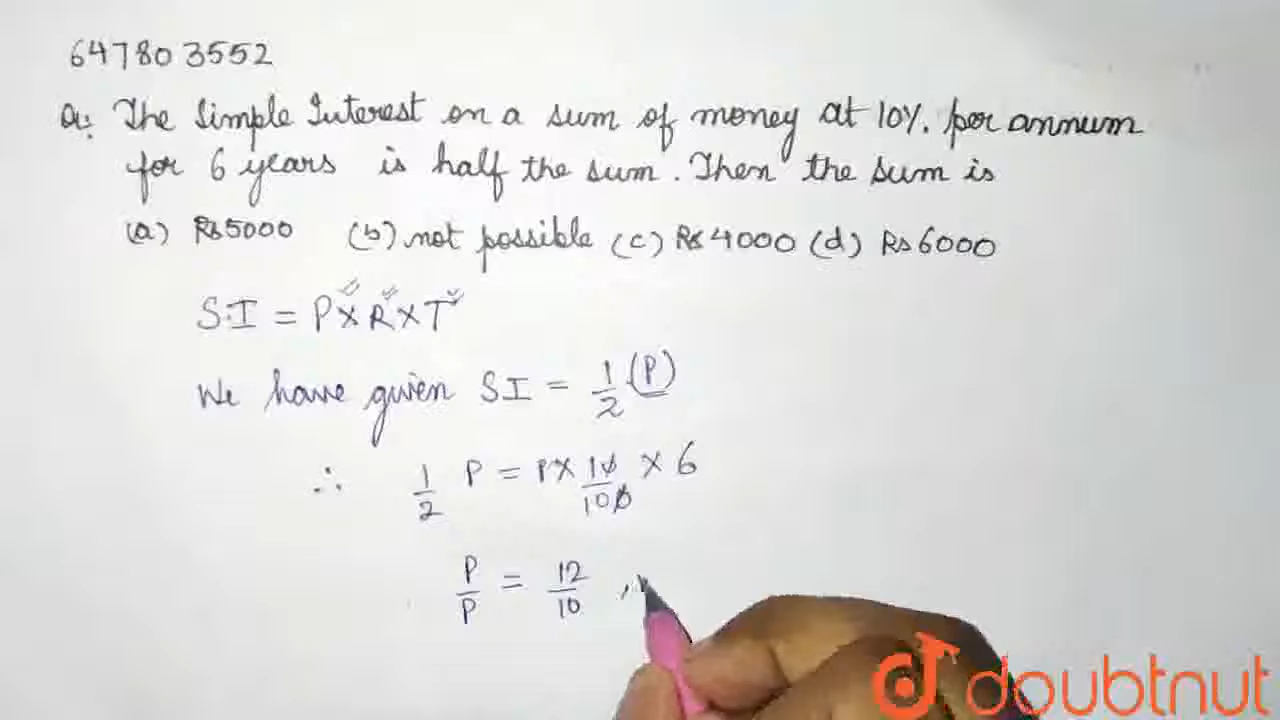 647803552
Q: The Simple Interest on a sum of money at 10%. per annum
for 6 years is half the sum. Then the sum is
(a) Rs5000 (b) not possible (c) Rs 4000 (d) Rs 6000
S.I = P×R×T
We have given SI = 1/2 (P)
∴ 1/2 P = P× 10/100 × 6
P/P = 12/10 ,
doubtnut